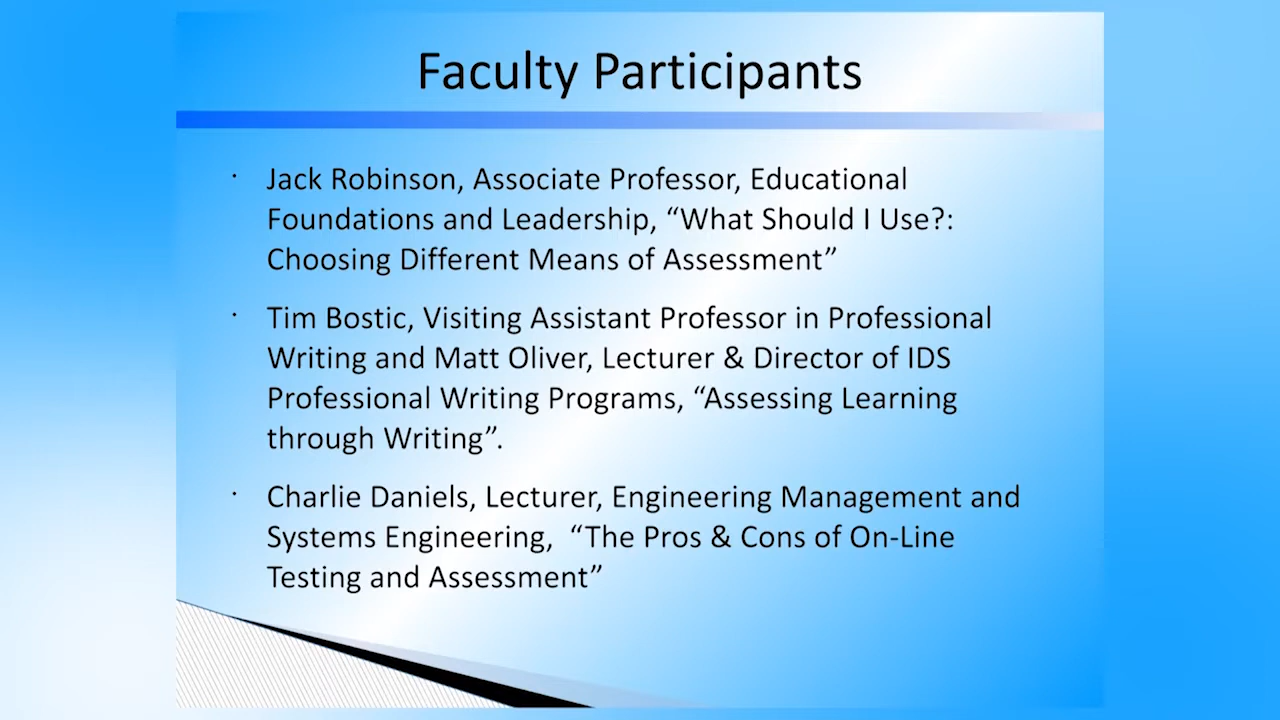 Faculty Participants
· Jack Robinson, Associate Professor, Educational
Foundations and Leadership, “What Should I Use?:
Choosing Different Means of Assessment”
· Tim Bostic, Visiting Assistant Professor in Professional
Writing and Matt Oliver, Lecturer & Director of IDS
Professional Writing Programs, “Assessing Learning
through Writing”.
· Charlie Daniels, Lecturer, Engineering Management and
Systems Engineering,  “The Pros & Cons of On-Line
Testing and Assessment”